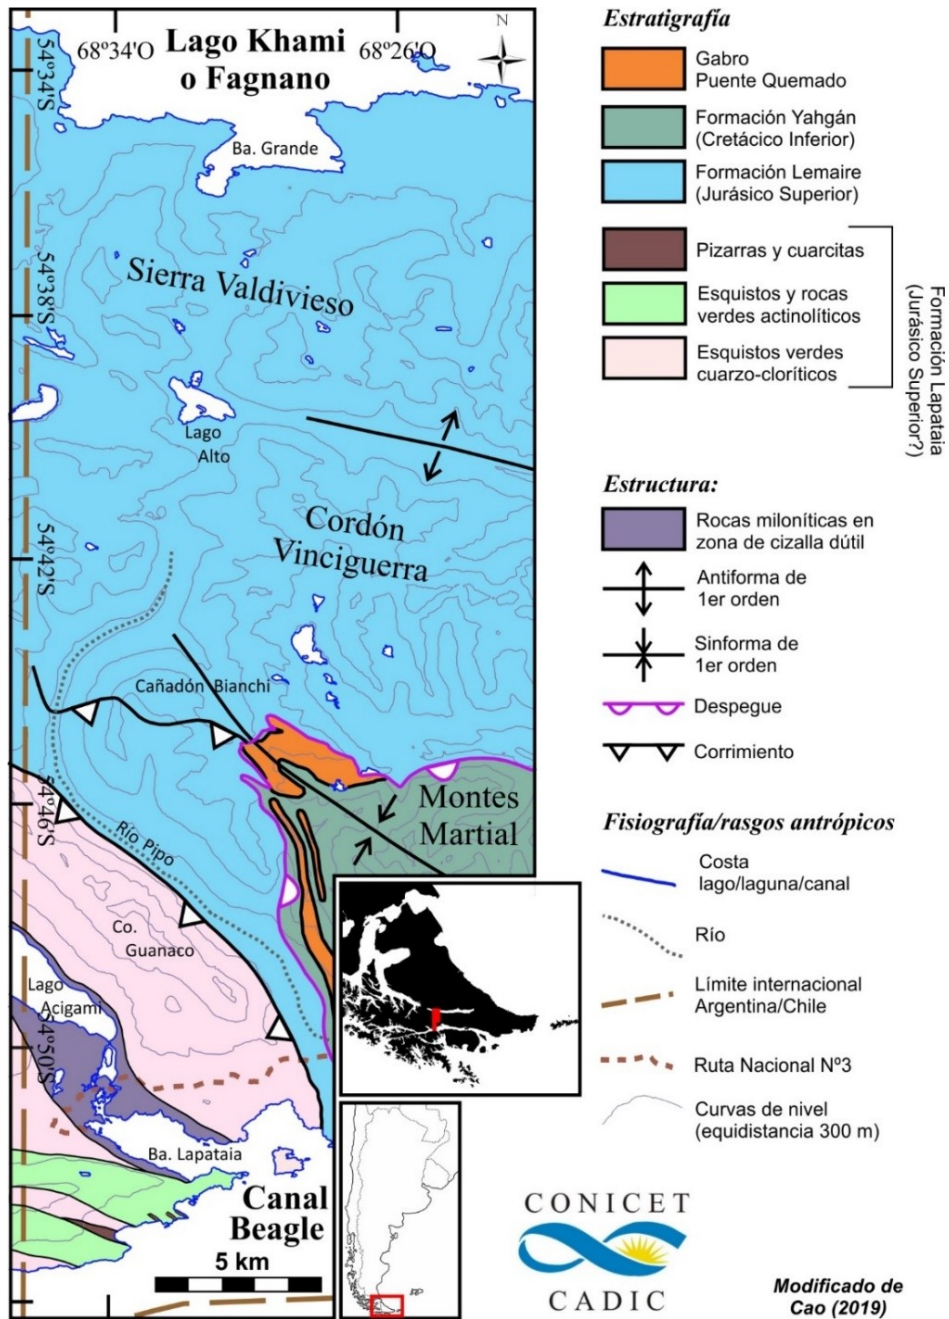 N
68º34'O
68º26'O
Lago Khami
o Fagnano
54º34'S
Ba. Grande
Sierra Valdivieso
54º38'S
Lago
Alto
Cordón
Vinciguerra
54º42'S
Cañadón Bianchi
Montes
Martial
54º46'S
Río Pipo
Co.
Guanaco
Lago
Acigami
54º50'S
Ba. Lapataia
Canal
Beagle
5 km
Estratigrafía
Gabro
Puente Quemado
Formación Yahgán
(Cretácico Inferior)
Formación Lemaire
(Jurásico Superior)
Pizarras y cuarcitas
Esquistos y rocas
verdes actinolíticos
Esquistos verdes
cuarzo-cloríticos
Formación Lapataia
(Jurásico Superior?)
Estructura:
Rocas miloníticas en
zona de cizalla dútil
Antiforma de
1er orden
Sinforma de
1er orden
Despegue
Corrimiento
Fisiografía/rasgos antrópicos
Costa
lago/laguna/canal
Río
Límite internacional
Argentina/Chile
Ruta Nacional Nº3
Curvas de nivel
(equidistancia 300 m)
CONICET
CADIC
Modificado de
Cao (2019)